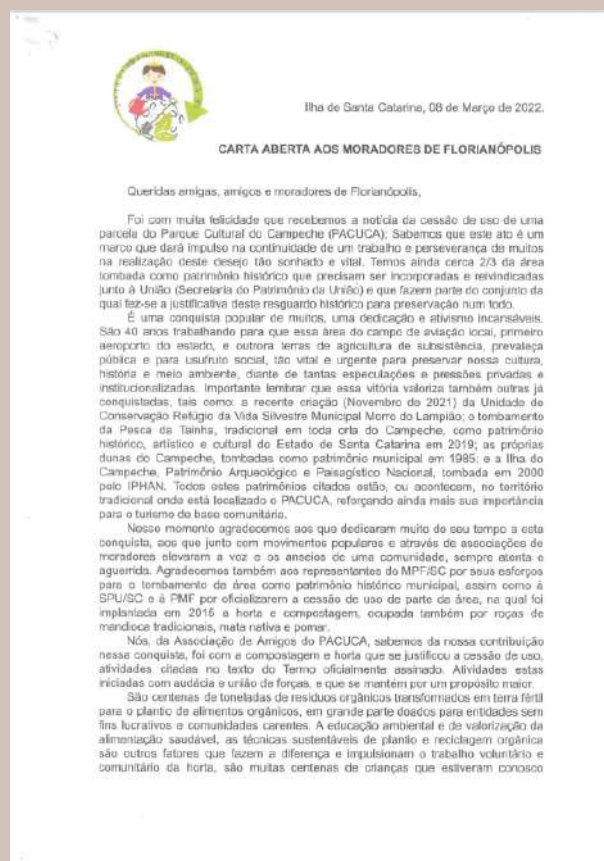 Ilha de Santa Catarina, 08 de Março de 2022.
CARTA ABERTA AOS MORADORES DE FLORIANÓPOLIS
Queridas amigas, amigos e moradores de Florianópolis,
Foi com muita felicidade que recebemos a notícia da cessão de uso de uma
parcela do Parque Cultural do Campeche (PACUCA); Sabemos que este ato é um
marco que dará impulso na continuidade de um trabalho e perseverança de muitos
na realização deste desejo tão sonhado e vital. Temos ainda cerca 2/3 da área
tombada como patrimônio histórico que precisam ser incorporadas e reivindicadas
junto à União (Secretaria do Patrimônio da União) e que fazem parte do conjunto da
qual fez-se a justificativa deste resguardo histórico para preservação num todo.
É uma conquista popular de muitos, uma dedicação e ativismo incansáveis.
São 40 anos trabalhando para que essa área do campo de aviação local, primeiro
aeroporto do estado, e outrora terras de agricultura de subsistência, prevaleça
pública e para usufruto social, tão vital e urgente para preservar nossa cultura,
história e meio ambiente, diante de tantas especulações e pressões privadas e
institucionalizadas. Importante lembrar que essa vitória valoriza também outras já
conquistadas, tais como: a recente criação (Novembro de 2021) da Unidade de
Conservação Refúgio da Vida Silvestre Municipal Morro do Lampião; o tombamento
da Pesca da Tainha, tradicional em toda orla do Campeche, como patrimônio
histórico, artístico e cultural do Estado de Santa Catarina em 2019; as próprias
dunas do Campeche, tombadas como patrimônio municipal em 1985; e a Ilha do
Campeche, Patrimônio Arqueológico e Paisagístico Nacional, tombada em 2000
pelo IPHAN. Todos estes patrimônios citados estão, ou acontecem, no território
tradicional onde está localizado o PACUCA, reforçando ainda mais sua importância
para o turismo de base comunitária.
Nesse momento agradecemos aos que dedicaram muito do seu tempo a esta
conquista, aos que junto com movimentos populares e através de associações de
moradores elevaram a voz e os anseios de uma comunidade, sempre atenta e
aguerrida. Agradecemos também aos representantes do MPF/SC por seus esforços
para o tombamento da área como patrimônio histórico municipal, assim como à
SPU/SC e à PMF por oficializarem a cessão de uso de parte da área, na qual foi
implantada em 2015 a horta e compostagem, ocupada também por roças de
mandioca tradicionais, mata nativa e pomar.
Nós, da Associação de Amigos do PACUCA, sabemos da nossa contribuição
nessa conquista, foi com a compostagem e horta que se justificou a cessão de uso,
atividades citadas no texto do Termo oficialmente assinado. Atividades estas
iniciadas com audácia e união de forças, e que se mantém por um propósito maior.
São centenas de toneladas de resíduos orgânicos transformados em terra fértil
para o plantio de alimentos orgânicos, em grande parte doados para entidades sem
fins lucrativos e comunidades carentes. A educação ambiental e de valorização da
alimentação saudável, as técnicas sustentáveis de plantio e reciclagem orgânica
são outros fatores que fazem a diferença e impulsionam o trabalho voluntário e
comunitário da horta, são muitas centenas de crianças que estiveram conosco